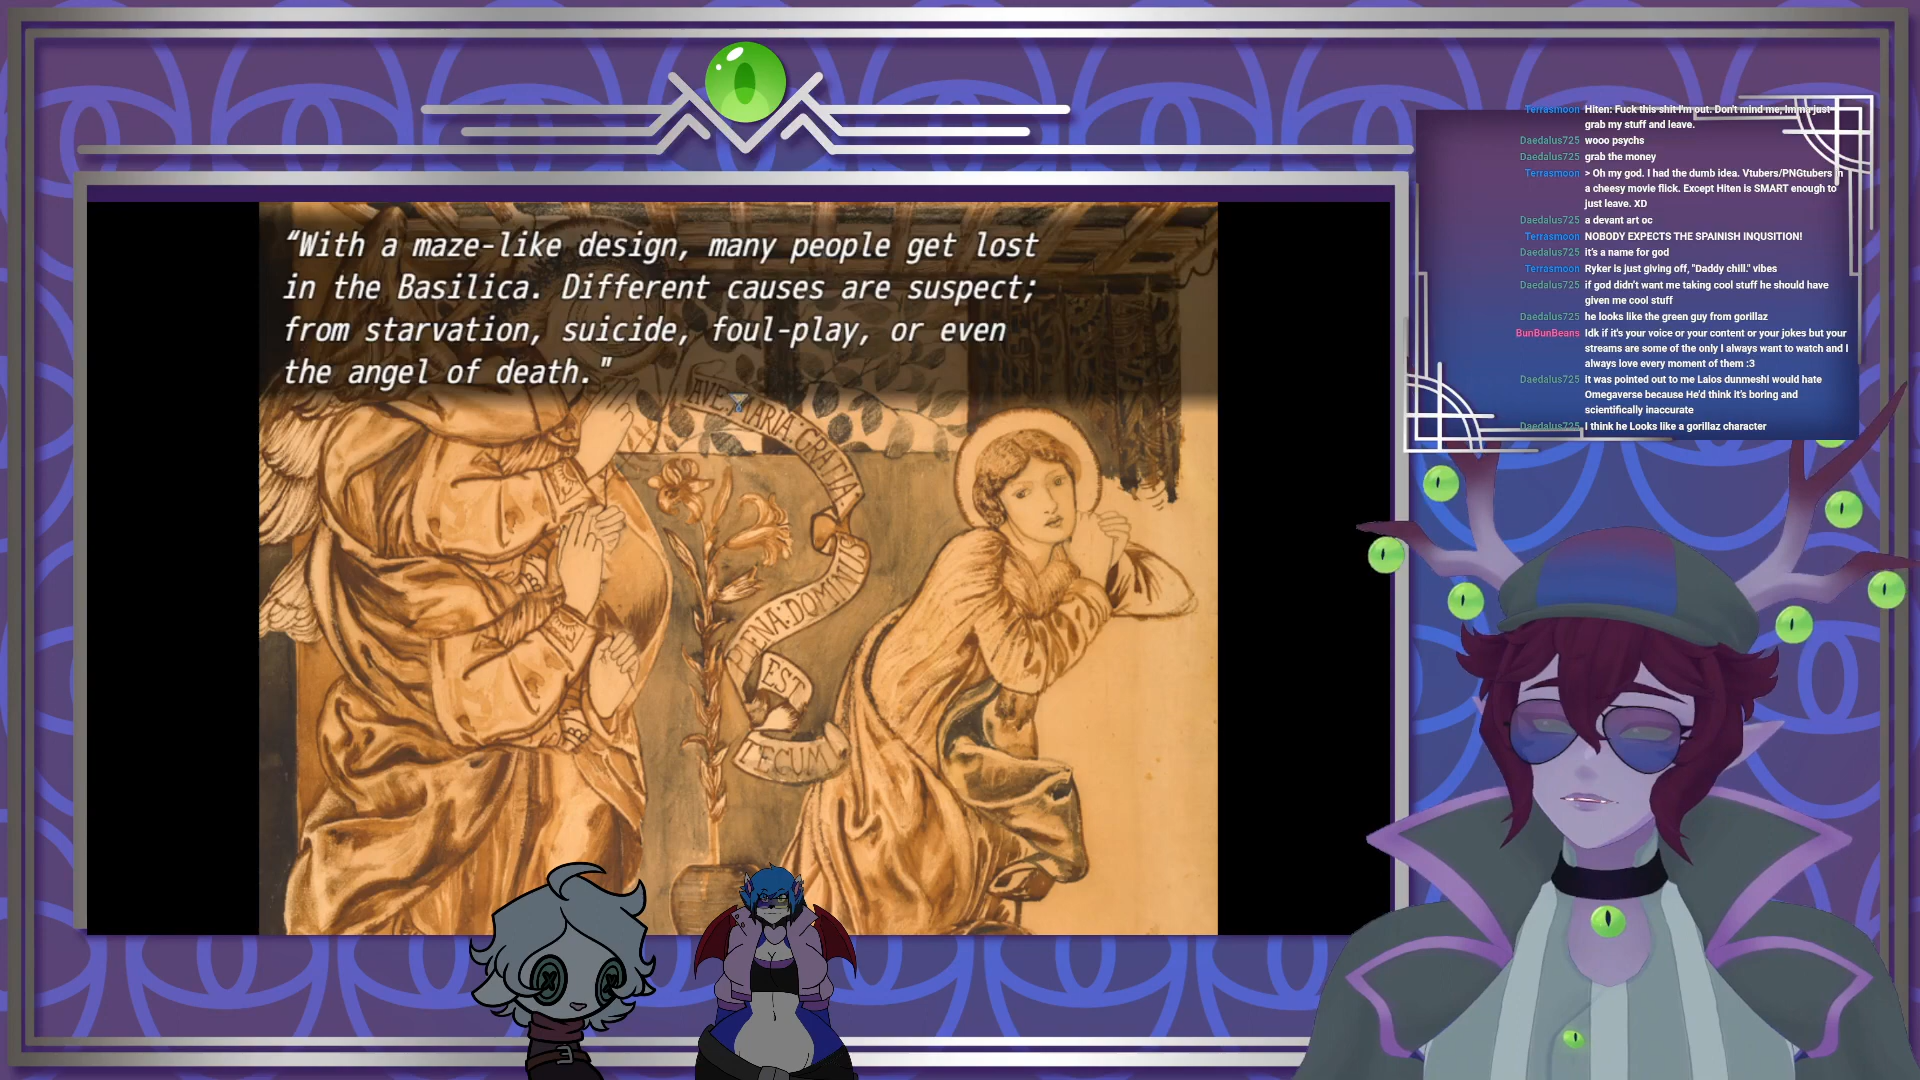 “With a maze-like design, many people get lost
in the Basilica. Different causes are suspect;
from starvation, suicide, foul-play, or even
the angel of death."
AVE MARIA: GRATIA:
PLENA: DOMINUS
EST
TECUM
Terrasmoon Hiten: Fuck this shit I'm out. Don't mind me, Imma just
grab my stuff and leave.
Daedalus725 wooo psychs
Daedalus725 grab the money
Terrasmoon > Oh my god. I had the dumb idea. Vtubers/PNGtubers in
a cheesy movie flick. Except Hiten is SMART enough to
just leave. XD
Daedalus725 a devant art oc
Terrasmoon NOBODY EXPECTS THE SPAINISH INQUSITION!
Daedalus725 it's a name for god
Terrasmoon Ryker is just giving off, "Daddy chill." vibes
Daedalus725 if god didn't want me taking cool stuff he should have
given me cool stuff
Daedalus725 he looks like the green guy from gorillaz
BunBunBeans Idk if it's your voice or your content or your jokes but your
streams are some of the only I always want to watch and I
always love every moment of them :3
Daedalus725 it was pointed out to me Laios dunmeshi would hate
Omegaverse because He'd think it's boring and
scientifically inaccurate
Daedalus725 I think he Looks like a gorillaz character